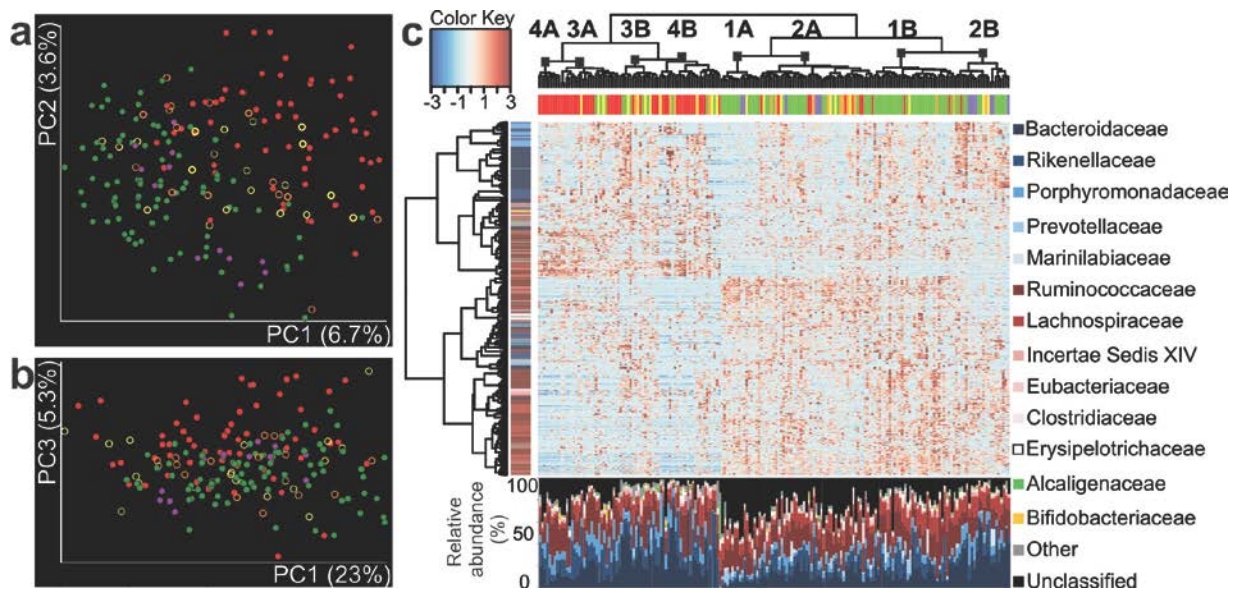 a
PC2 (3.6%)
PC1 (6.7%)
b
PC3 (5.3%)
PC1 (23%)
Color Key
-3 -1 1 3
c
4A 3A 3B 4B 1A 2A 1B 2B
Bacteroidaceae
Rikenellaceae
Porphyromonadaceae
Prevotellaceae
Marinilabiaceae
Ruminococcaceae
Lachnospiraceae
Incertae Sedis XIV
Eubacteriaceae
Clostridiaceae
Erysipelotrichaceae
Alcaligenaceae
Bifidobacteriaceae
Other
Unclassified
Relative
abundance
(%)
100
50
0